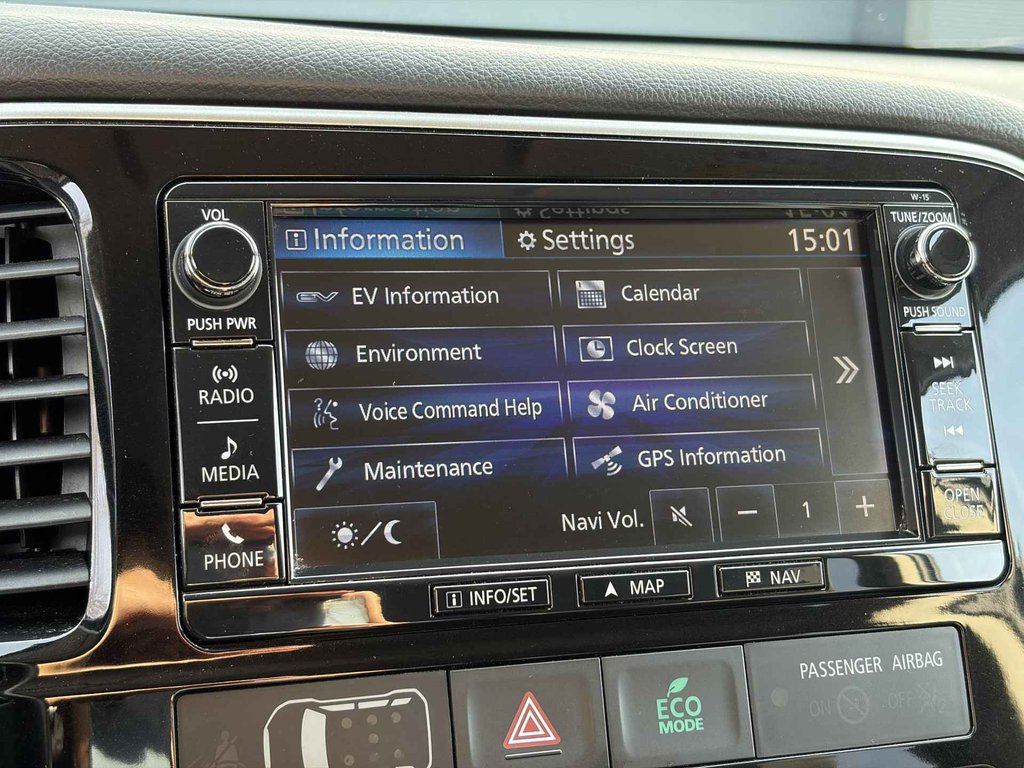 W-15
VOL
PUSH PWR
RADIO
MEDIA
PHONE
Information Settings 15:01
EV Information Calendar
Environment Clock Screen
Voice Command Help Air Conditioner
Maintenance GPS Information
Navi Vol. − 1 +
TUNE/ZOOM
PUSH SOUND
SEEK
TRACK
OPEN
CLOSE
INFO/SET MAP NAV
ECO
MODE
PASSENGER AIRBAG
ON OFF